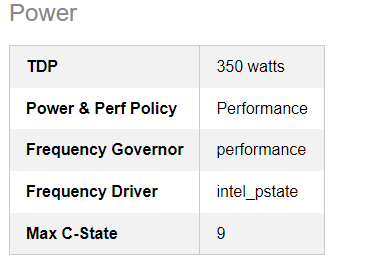 Power
TDP 350 watts
Power & Perf Policy Performance
Frequency Governor performance
Frequency Driver intel_pstate
Max C-State 9